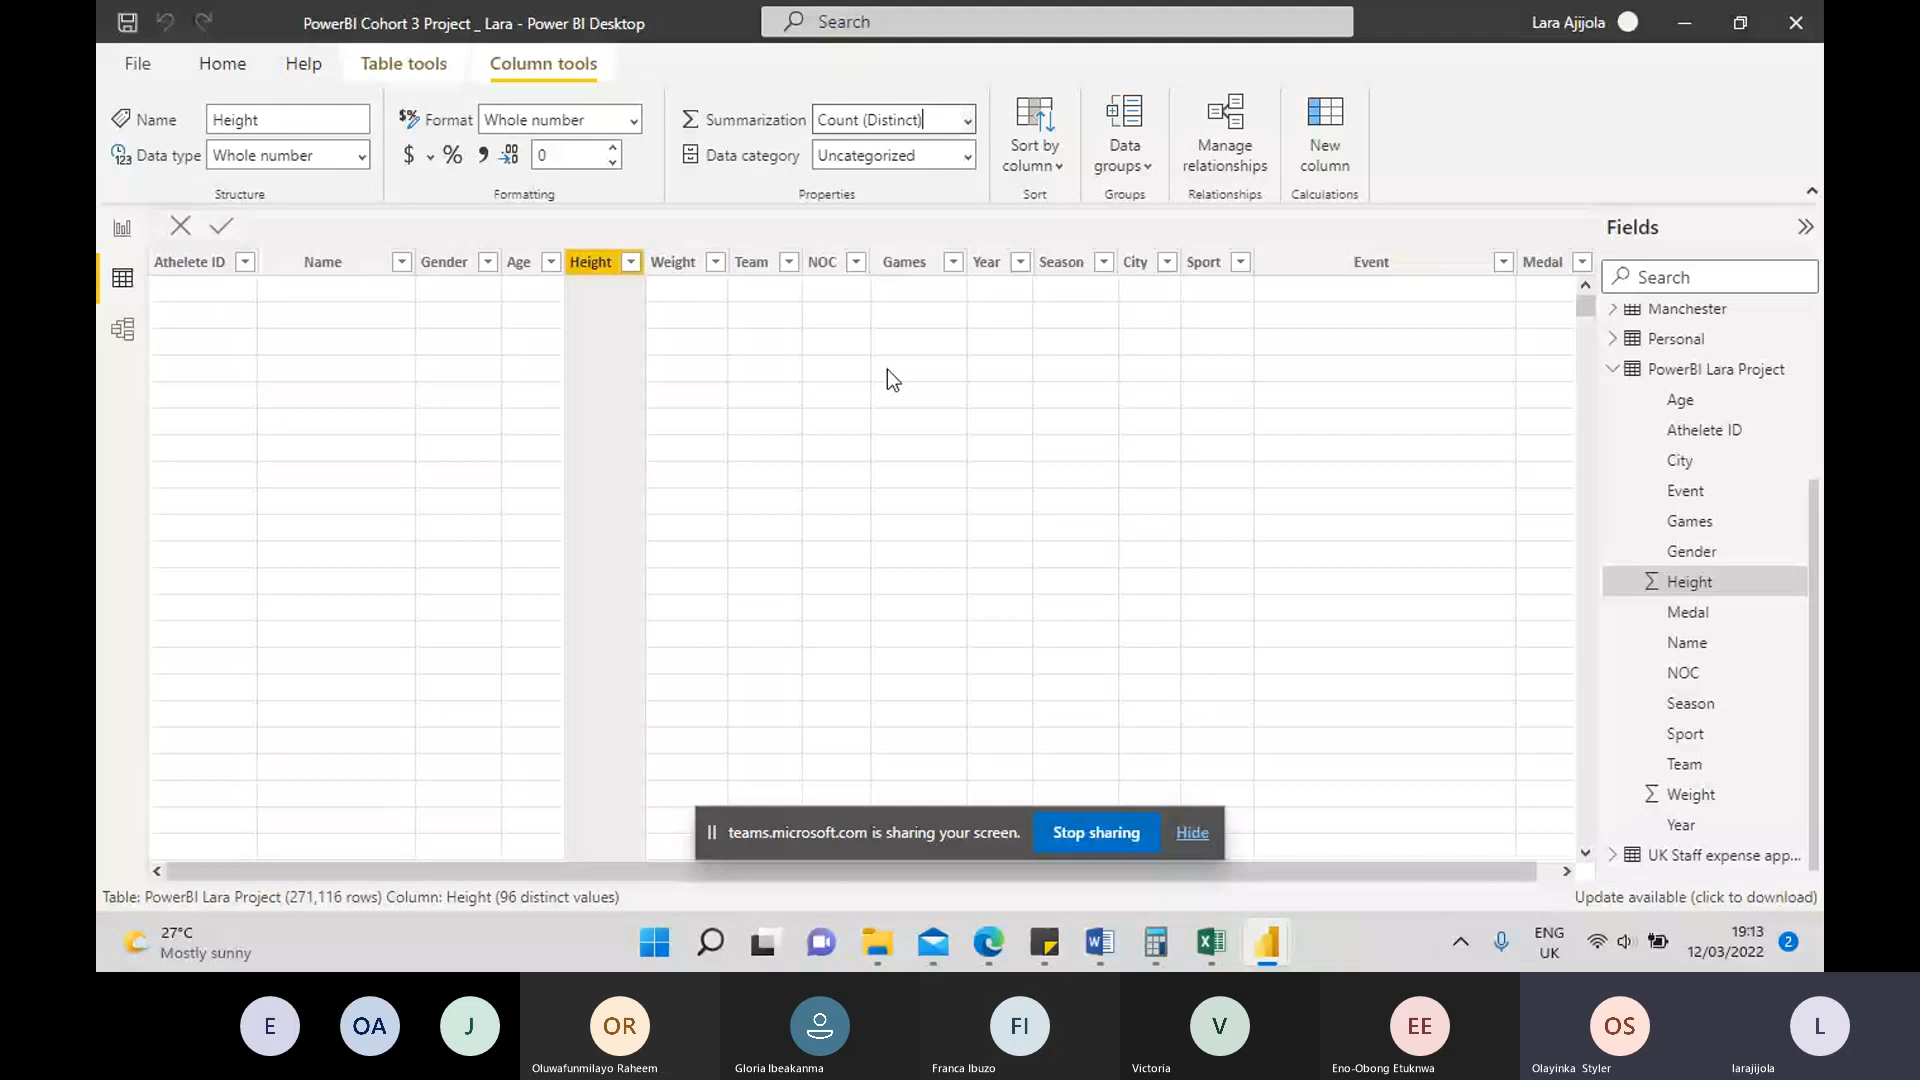 PowerBI Cohort 3 Project _ Lara - Power BI Desktop
Search
Lara Ajijola
File
Home
Help
Table tools
Column tools
Name
Height
Format
Whole number
Summarization
Count (Distinct)
Data type
Whole number
$
%
0
Data category
Uncategorized
Sort by
column
Data
groups
Manage
relationships
New
column
Structure
Formatting
Properties
Sort
Groups
Relationships
Calculations
Athelete ID
Name
Gender
Age
Height
Weight
Team
NOC
Games
Year
Season
City
Sport
Event
Medal
Fields
Search
Manchester
Personal
PowerBI Lara Project
Age
Athelete ID
City
Event
Games
Gender
Height
Medal
Name
NOC
Season
Sport
Team
Weight
Year
UK Staff expense app...
teams.microsoft.com is sharing your screen.
Stop sharing
Hide
Table: PowerBI Lara Project (271,116 rows) Column: Height (96 distinct values)
Update available (click to download)
27°C
Mostly sunny
ENG
UK
19:13
12/03/2022
2
E
OA
J
OR
FI
V
EE
OS
L
Oluwafunmilayo Raheem
Gloria Ibeakanma
Franca Ibuzo
Victoria
Eno-Obong Etuknwa
Olayinka Styler
larajijola